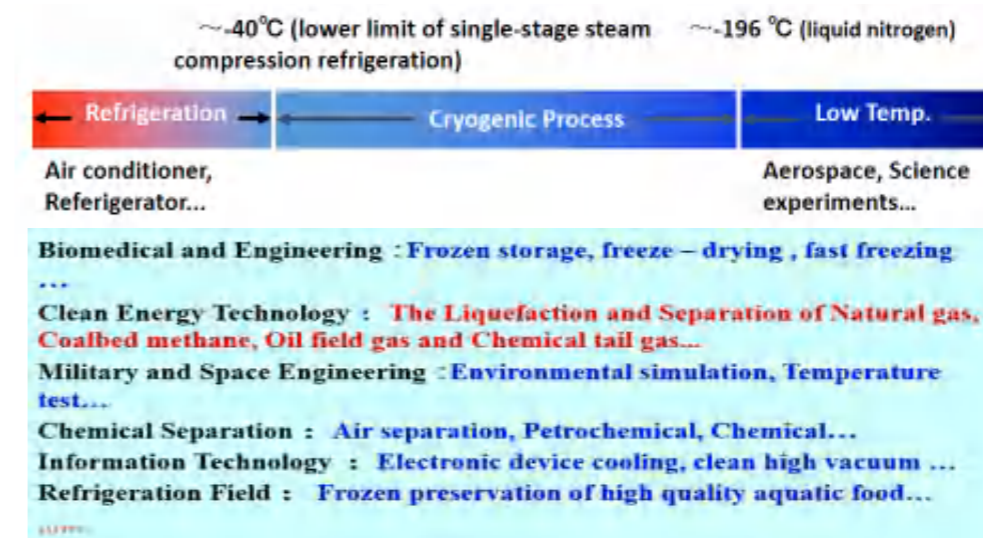 ~-40℃ (lower limit of single-stage steam
compression refrigeration)
~-196 ℃ (liquid nitrogen)
Refrigeration
Cryogenic Process
Low Temp.
Air conditioner,
Referigerator...
Aerospace, Science
experiments...
Biomedical and Engineering :Frozen storage, freeze – drying , fast freezing
...
Clean Energy Technology : The Liquefaction and Separation of Natural gas,
Coalbed methane, Oil field gas and Chemical tail gas...
Military and Space Engineering :Environmental simulation, Temperature
test...
Chemical Separation : Air separation, Petrochemical, Chemical...
Information Technology : Electronic device cooling, clean high vacuum ...
Refrigeration Field : Frozen preservation of high quality aquatic food...